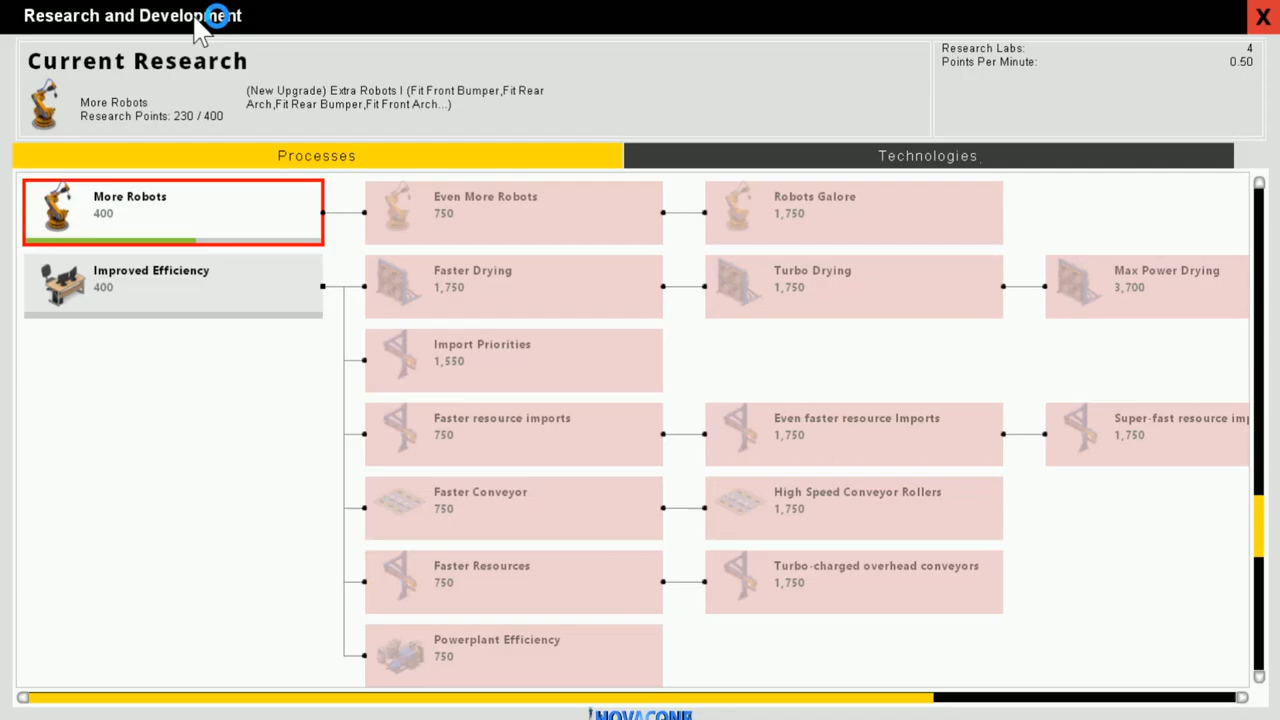 Research and Development
X
Current Research
More Robots
Research Points: 230 / 400
(New Upgrade) Extra Robots I (Fit Front Bumper,Fit Rear
Arch,Fit Rear Bumper,Fit Front Arch...)
Research Labs: 4
Points Per Minute: 0.50
Processes
Technologies
More Robots
400
Even More Robots
750
Robots Galore
1,750
Improved Efficiency
400
Faster Drying
1,750
Turbo Drying
1,750
Max Power Drying
3,700
Import Priorities
1,550
Faster resource imports
750
Even faster resource Imports
1,750
Super-fast resource imp
1,750
Faster Conveyor
750
High Speed Conveyor Rollers
1,750
Faster Resources
750
Turbo-charged overhead conveyors
1,750
Powerplant Efficiency
750